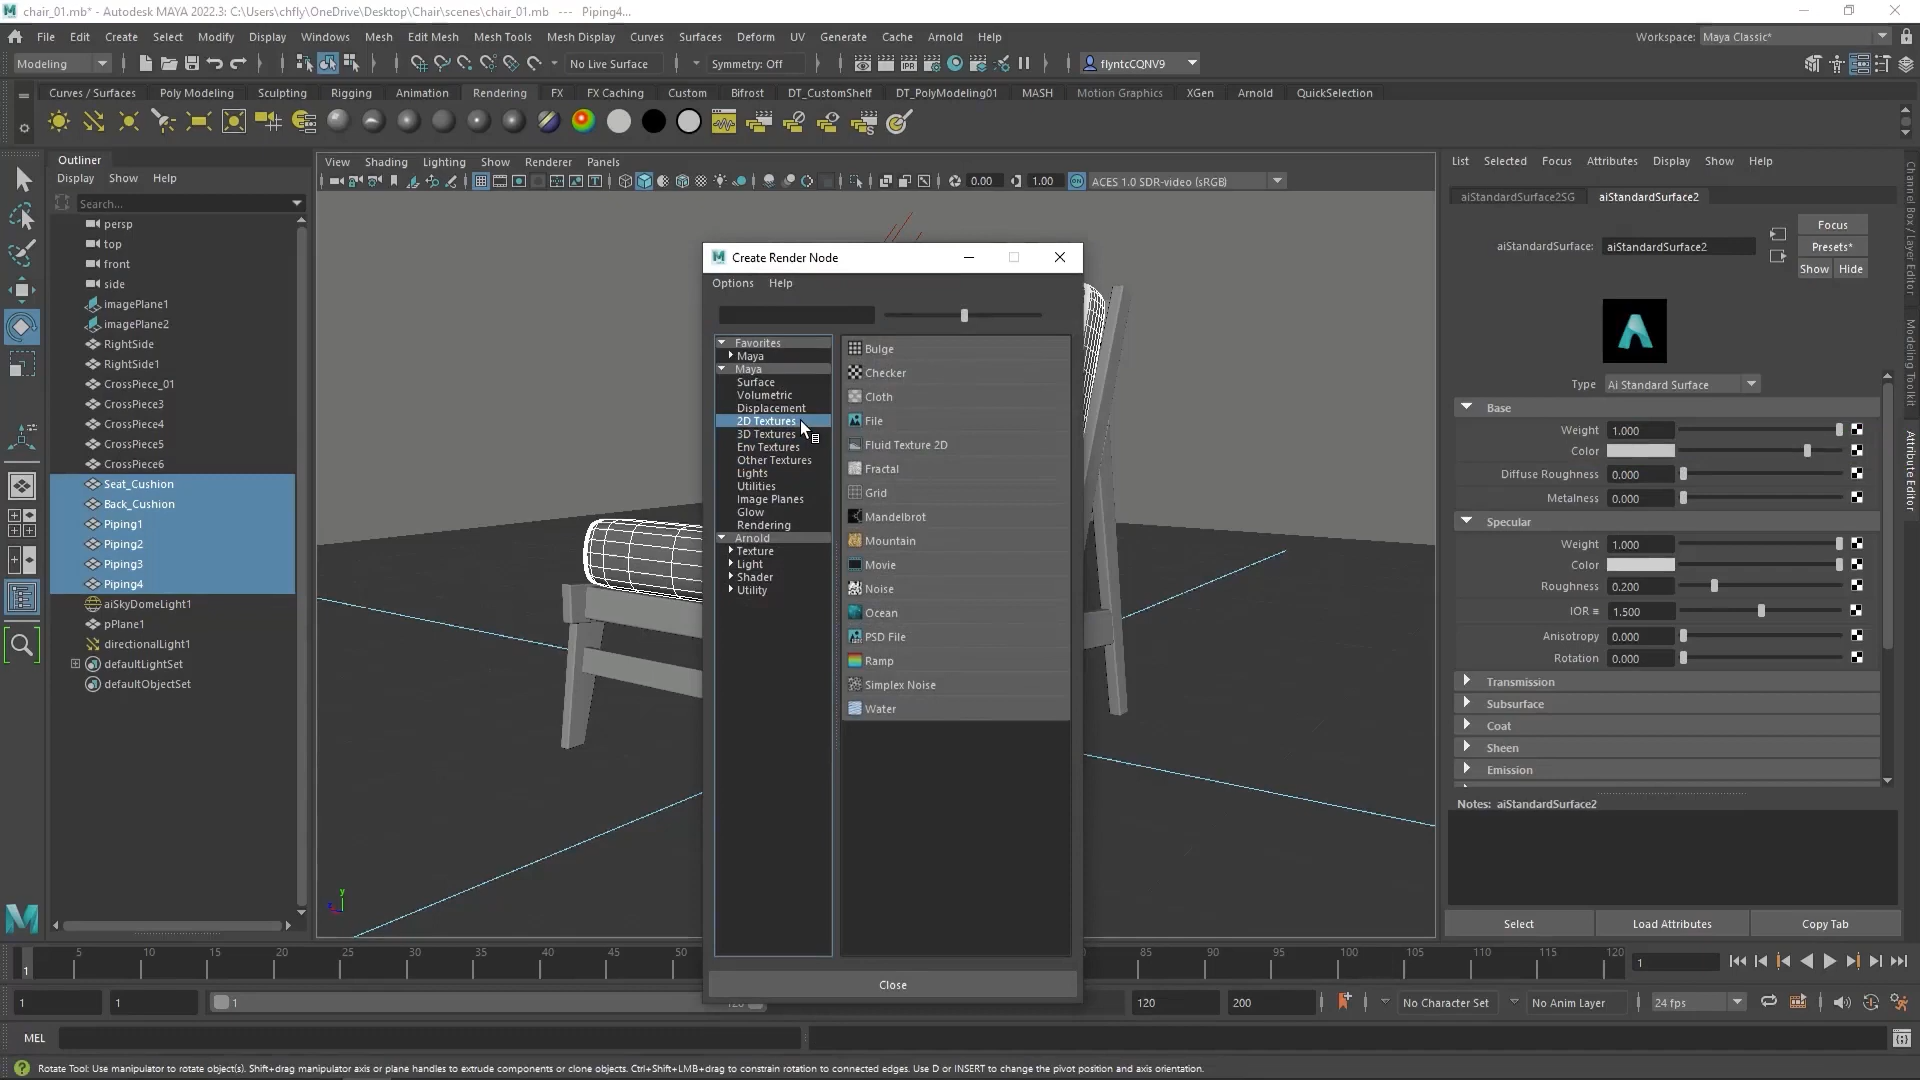 chair_01.mb* - Autodesk MAYA 2022.3: C:\Users\chfly\OneDrive\Desktop\Chair\scenes\chair_01.mb --- Piping4...
File Edit Create Select Modify Display Windows Mesh Edit Mesh Mesh Tools Mesh Display Curves Surfaces Deform UV Generate Cache Arnold Help
Workspace: Maya Classic*
Modeling No Live Surface Symmetry: Off flyntcCQNV9
Curves / Surfaces Poly Modeling Sculpting Rigging Animation Rendering FX FX Caching Custom Bifrost DT_CustomShelf DT_PolyModeling01 MASH Motion Graphics XGen Arnold QuickSelection
IPR
Outliner
Display Show Help
Search...
persp
top
front
side
imagePlane1
imagePlane2
RightSide
RightSide1
CrossPiece_01
CrossPiece3
CrossPiece4
CrossPiece5
CrossPiece6
Seat_Cushion
Back_Cushion
Piping1
Piping2
Piping3
Piping4
aiSkyDomeLight1
pPlane1
directionalLight1
defaultLightSet
defaultObjectSet
View Shading Lighting Show Renderer Panels
0.00 1.00 ACES 1.0 SDR-video (sRGB)
Create Render Node
Options Help
Favorites
Maya
Maya
Surface
Volumetric
Displacement
2D Textures
3D Textures
Env Textures
Other Textures
Lights
Utilities
Image Planes
Glow
Rendering
Arnold
Texture
Light
Shader
Utility
Bulge
Checker
Cloth
File
Fluid Texture 2D
Fractal
Grid
Mandelbrot
Mountain
Movie
Noise
Ocean
PSD File
Ramp
Simplex Noise
Water
Close
List Selected Focus Attributes Display Show Help
aiStandardSurface2SG aiStandardSurface2
aiStandardSurface: aiStandardSurface2
Focus
Presets*
Show Hide
Type Ai Standard Surface
Base
Weight 1.000
Color
Diffuse Roughness 0.000
Metalness 0.000
Specular
Weight 1.000
Color
Roughness 0.200
IOR ≡ 1.500
Anisotropy 0.000
Rotation 0.000
Transmission
Subsurface
Coat
Sheen
Emission
Notes: aiStandardSurface2
Select Load Attributes Copy Tab
Channel Box / Layer Editor
Modeling Toolkit
Attribute Editor
y
5 10 15 20 25 30 35 40 45 50 85 90 95 100 105 110 115 120
1 1
1 1 1 120 120 200 No Character Set No Anim Layer 24 fps
MEL
Rotate Tool: Use manipulator to rotate object(s). Shift+drag manipulator axis or plane handles to extrude components or clone objects. Ctrl+Shift+LMB+drag to constrain rotation to connected edges. Use D or INSERT to change the pivot position and axis orientation.